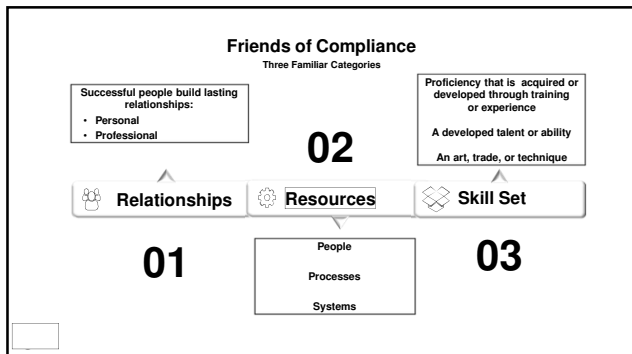 Friends of Compliance
Three Familiar Categories
Successful people build lasting
relationships:
• Personal
• Professional
Proficiency that is acquired or
developed through training
or experience
A developed talent or ability
An art, trade, or technique
02
Relationships
Resources
Skill Set
01
People
Processes
Systems
03